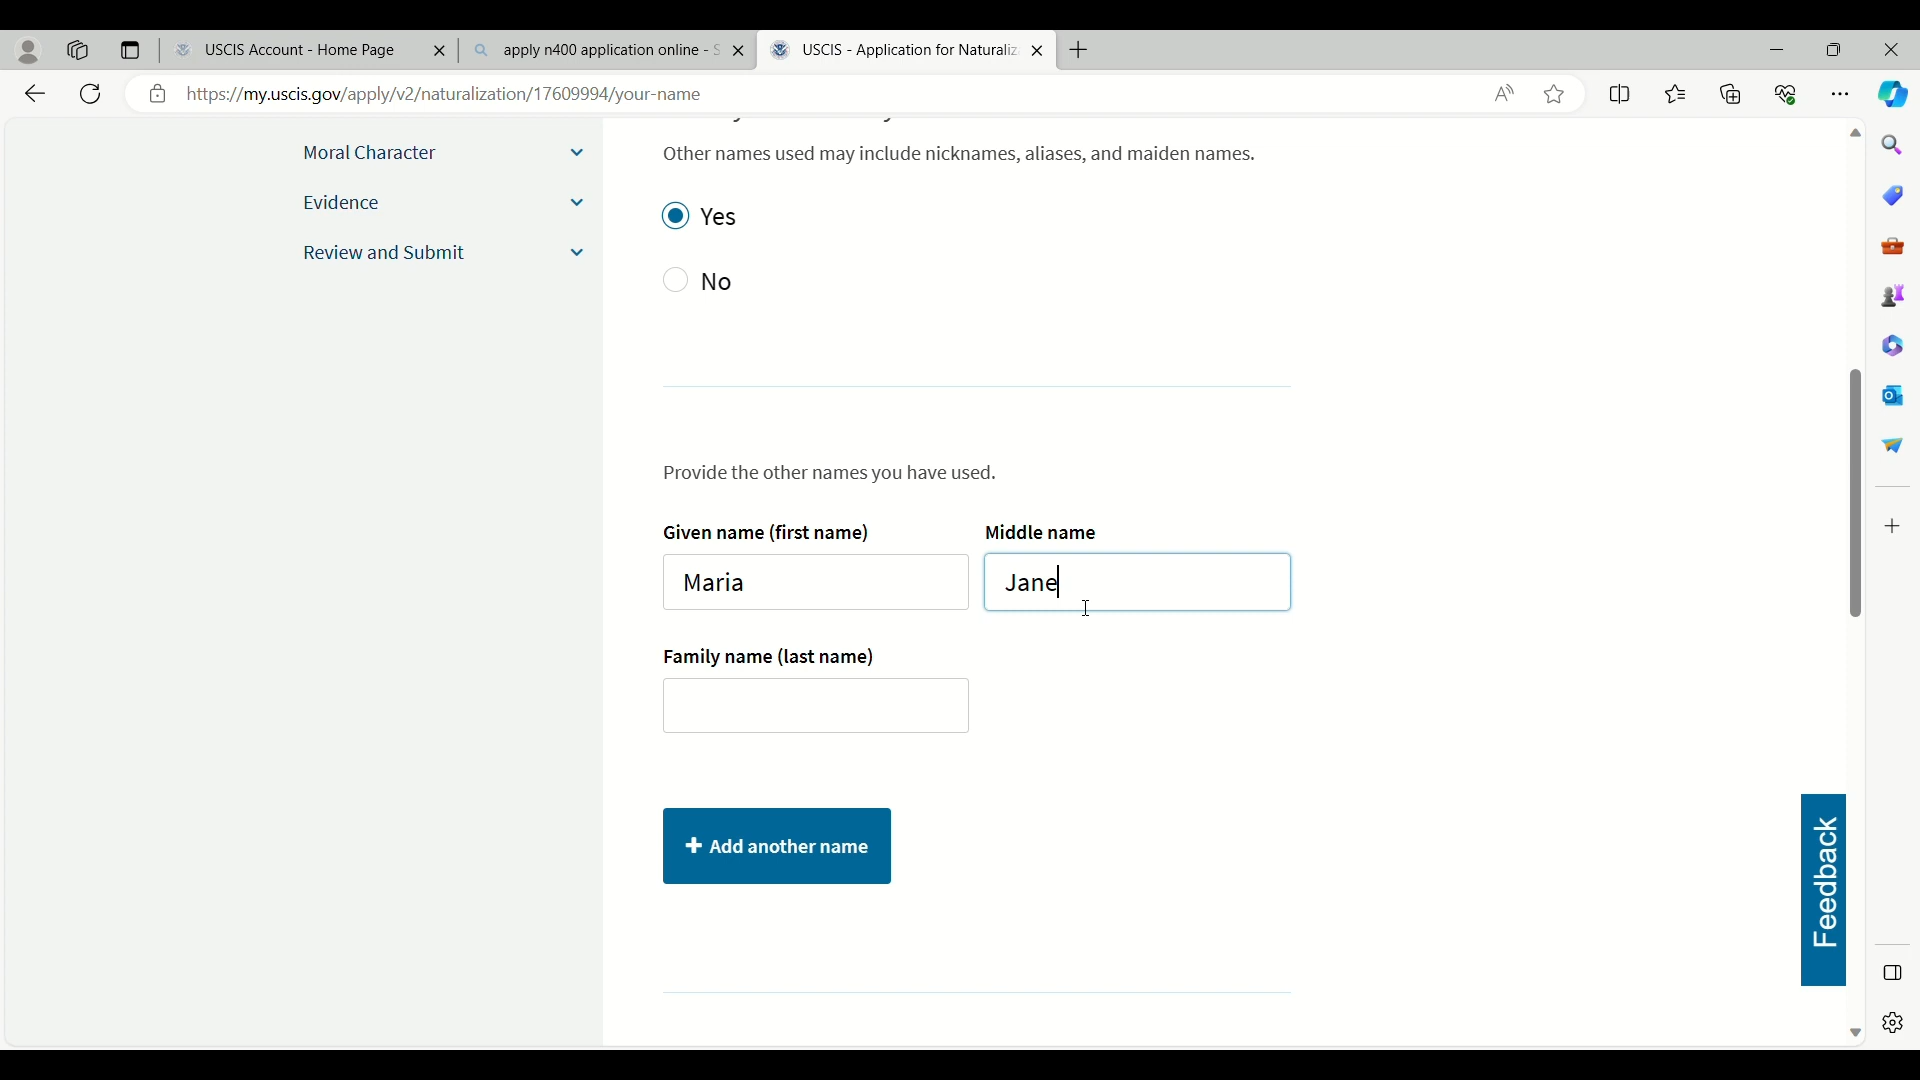 USCIS Account - Home Page
apply n400 application online - S
USCIS - Application for Naturaliz
https://my.uscis.gov/apply/v2/naturalization/17609994/your-name
Moral Character
Evidence
Review and Submit
Other names used may include nicknames, aliases, and maiden names.
Yes
No
Provide the other names you have used.
Given name (first name)
Middle name
Maria
Jane
Family name (last name)
+ Add another name
Feedback